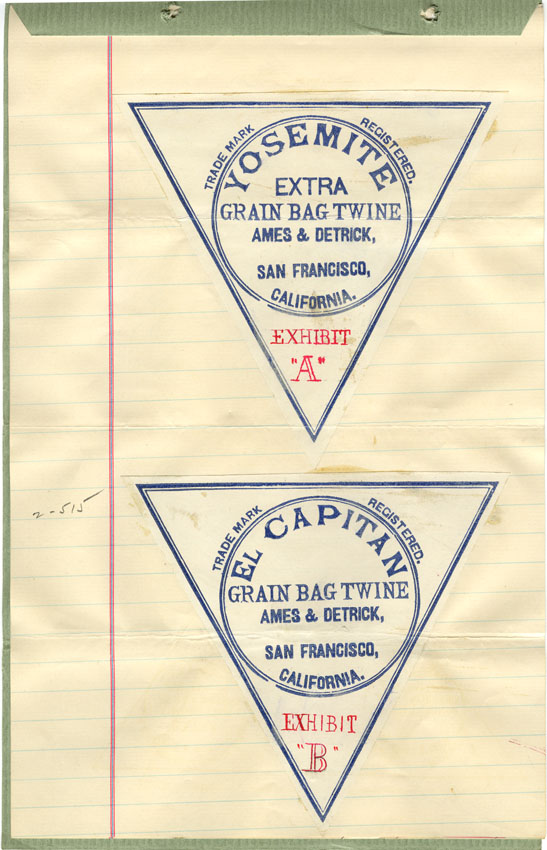 TRADE MARK REGISTERED.
YOSEMITE
EXTRA
GRAIN BAG TWINE
AMES & DETRICK,
SAN FRANCISCO,
CALIFORNIA.
EXHIBIT
"A"
2-515
TRADE MARK REGISTERED.
EL CAPITAN
GRAIN BAG TWINE
AMES & DETRICK,
SAN FRANCISCO,
CALIFORNIA.
EXHIBIT
"B"